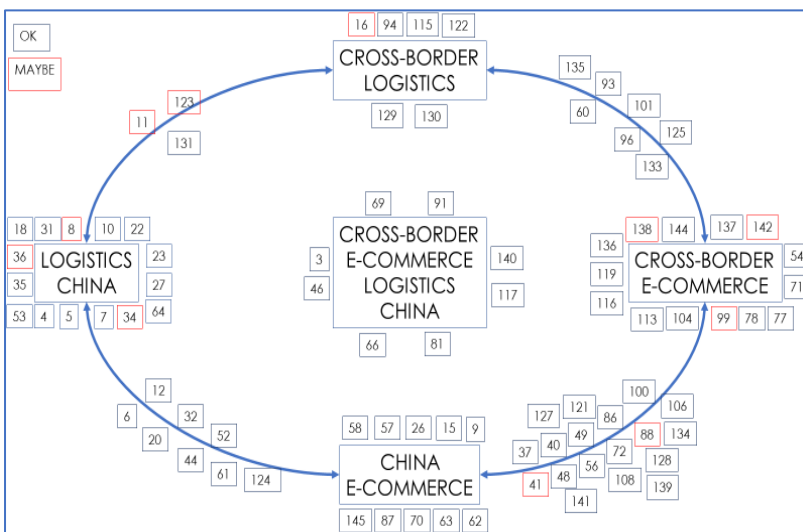 OK
MAYBE
16 94 115 122
CROSS-BORDER
LOGISTICS
129 130
123
11
131
135
93
60
101
96
125
133
18 31 8 10 22
36
LOGISTICS
CHINA
23
35
27
53 4 5 7 34 64
69 91
CROSS-BORDER
E-COMMERCE
LOGISTICS
CHINA
3
46
140
117
66 81
138 144 137 142
136
CROSS-BORDER
E-COMMERCE
54
119
71
116
113 104 99 78 77
12
6
32
20
52
44
61
124
58 57 26 15 9
CHINA
E-COMMERCE
145 87 70 63 62
100
127
121
86
106
37
40
49
88
134
72
41
48
56
128
141
108
139